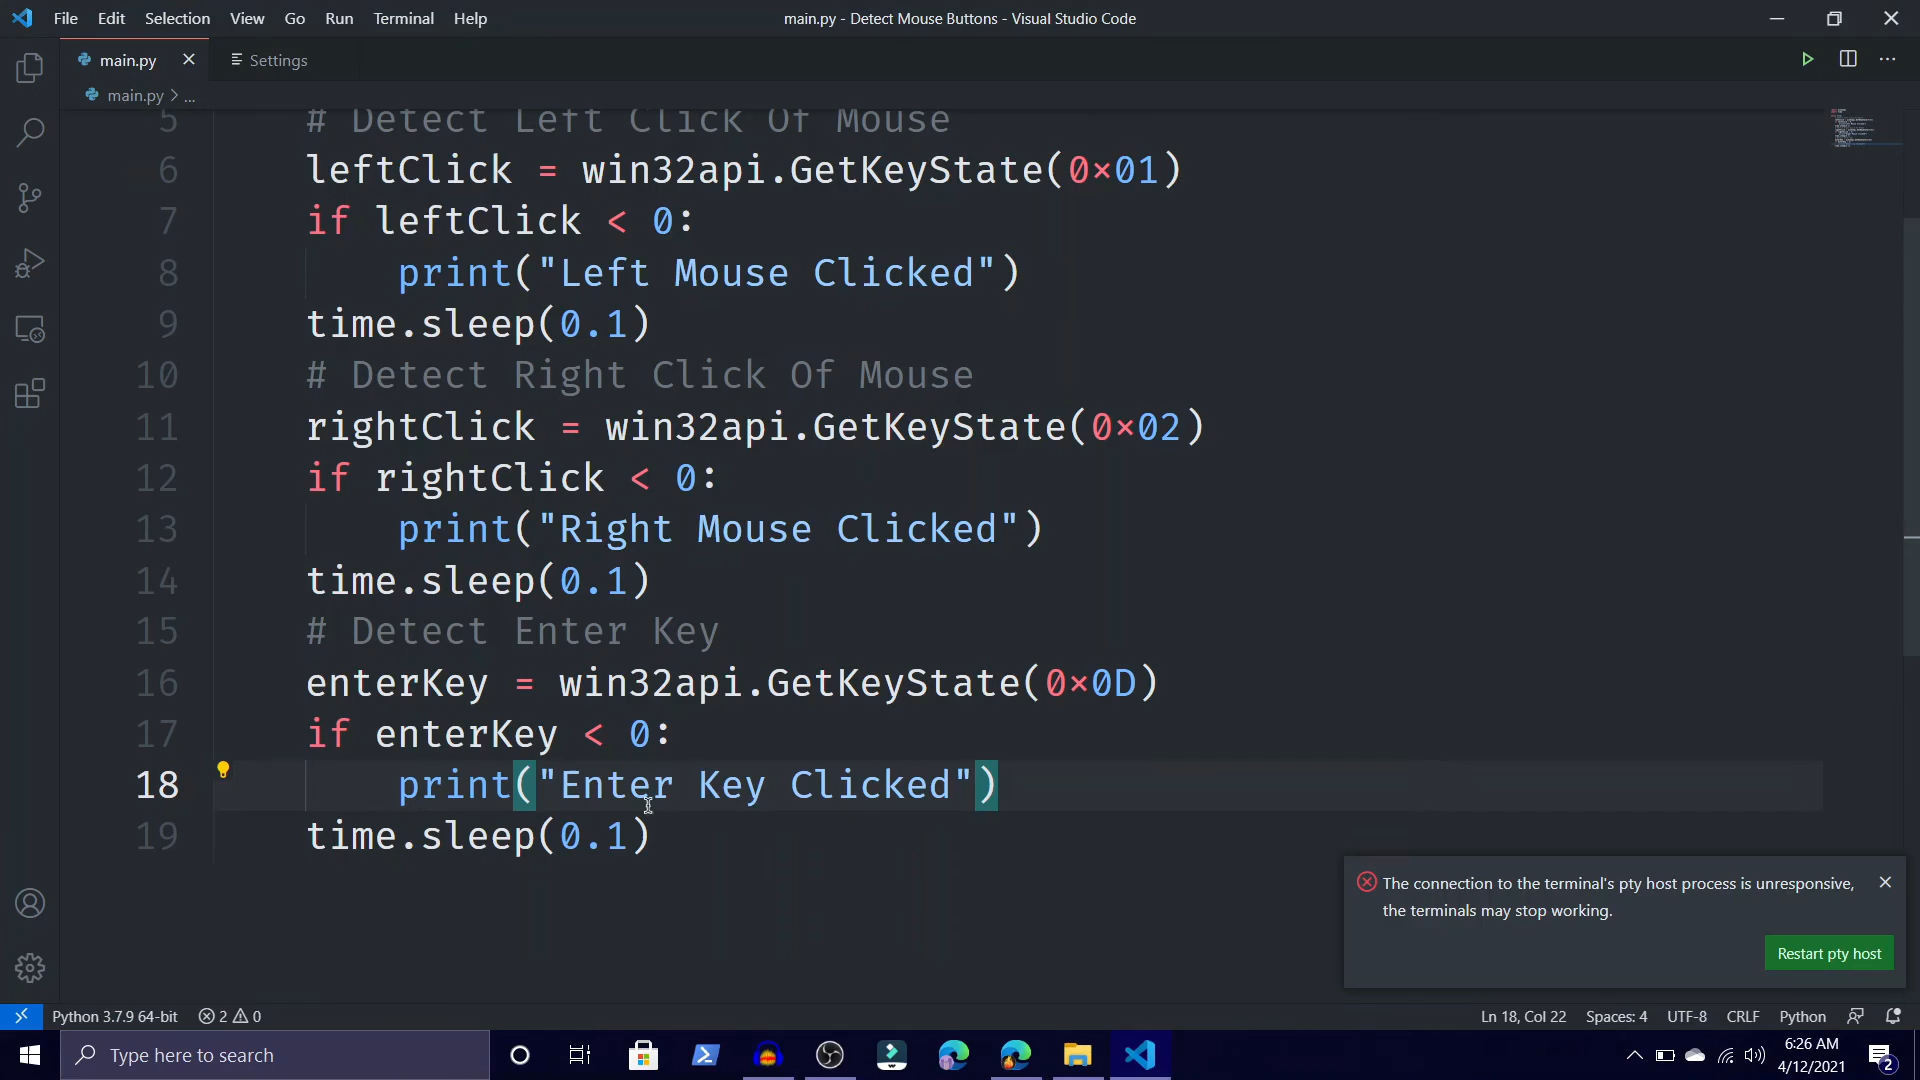 File Edit Selection View Go Run Terminal Help
main.py - Detect Mouse Buttons - Visual Studio Code
main.py
Settings
main.py > ...
5 # Detect Left Click Of Mouse
6 leftClick = win32api.GetKeyState(0×01)
7 if leftClick < 0:
8 print("Left Mouse Clicked")
9 time.sleep(0.1)
10 # Detect Right Click Of Mouse
11 rightClick = win32api.GetKeyState(0×02)
12 if rightClick < 0:
13 print("Right Mouse Clicked")
14 time.sleep(0.1)
15 # Detect Enter Key
16 enterKey = win32api.GetKeyState(0×0D)
17 if enterKey < 0:
18 print("Enter Key Clicked")
19 time.sleep(0.1)
The connection to the terminal's pty host process is unresponsive,
the terminals may stop working.
Restart pty host
Python 3.7.9 64-bit 2 0
Ln 18, Col 22 Spaces: 4 UTF-8 CRLF Python
Type here to search
6:26 AM
4/12/2021
2